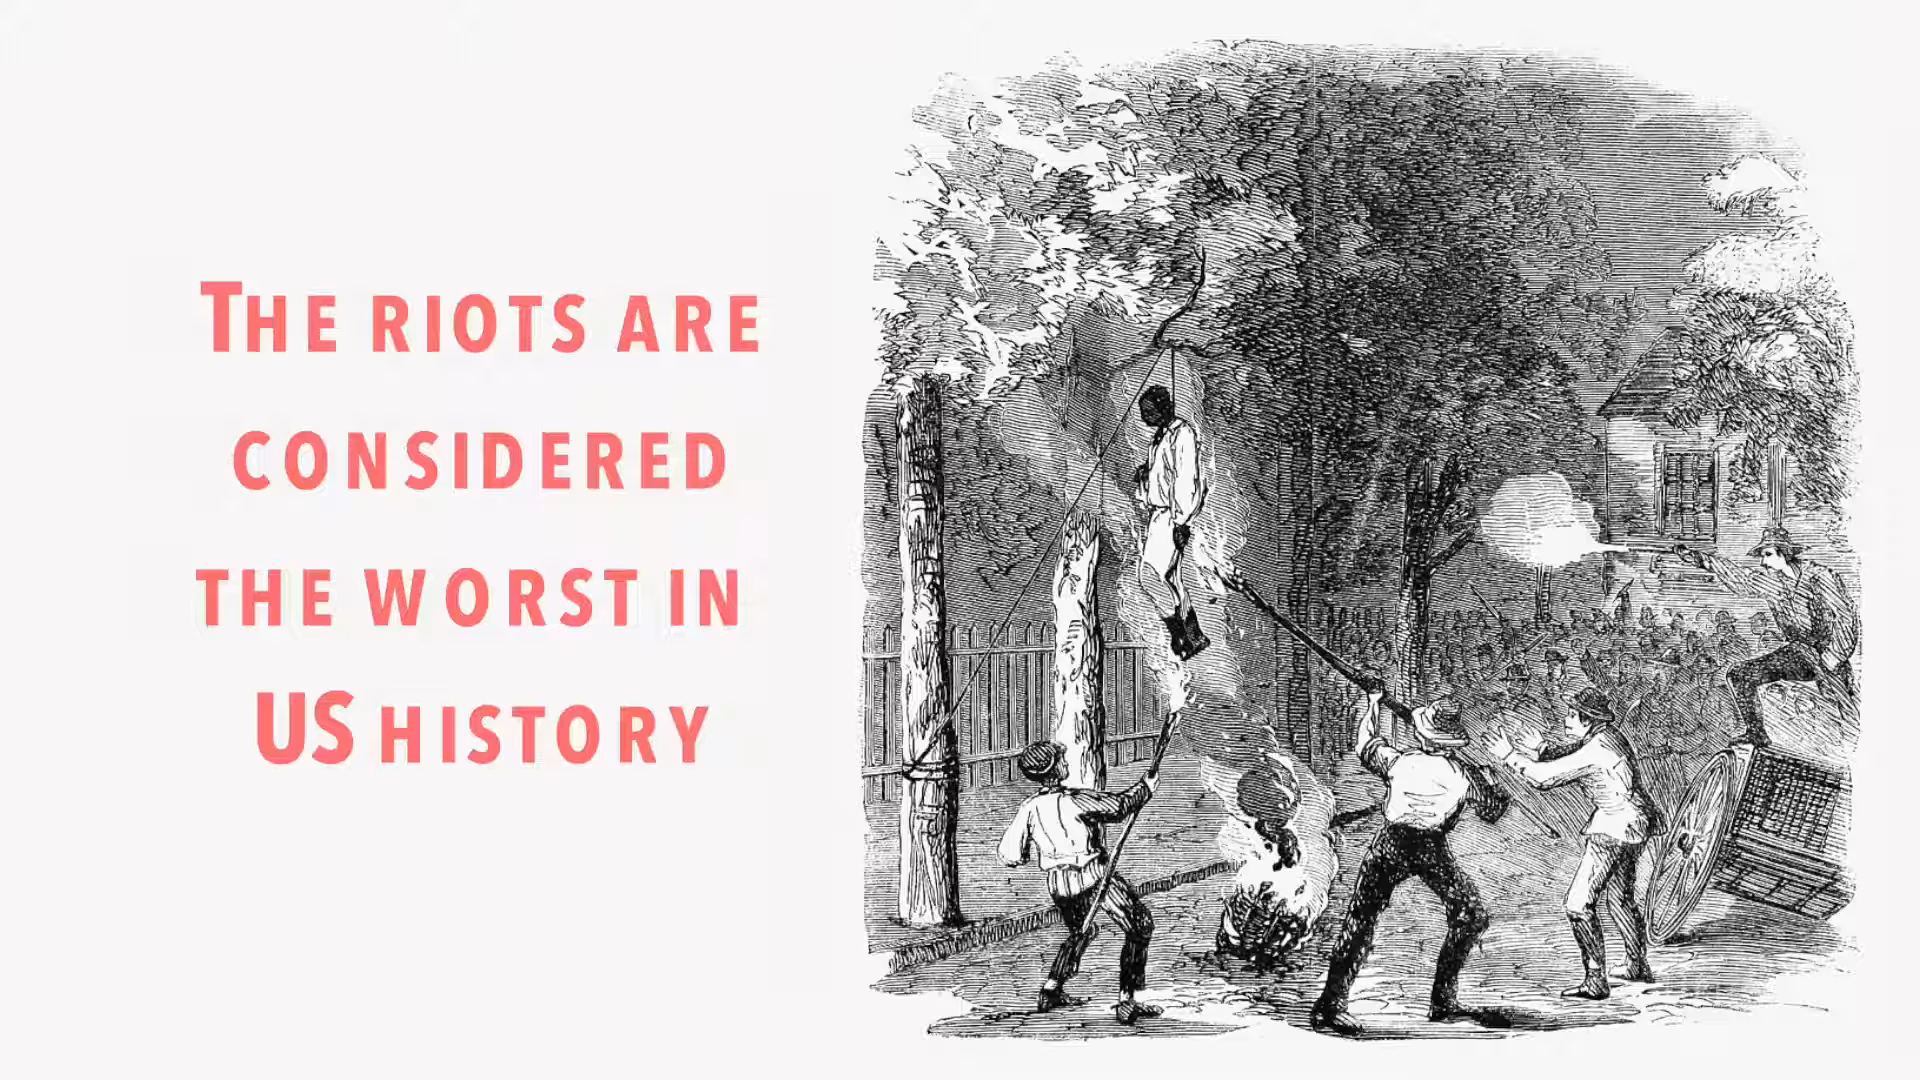 The riots are
considered
the worst in
US history